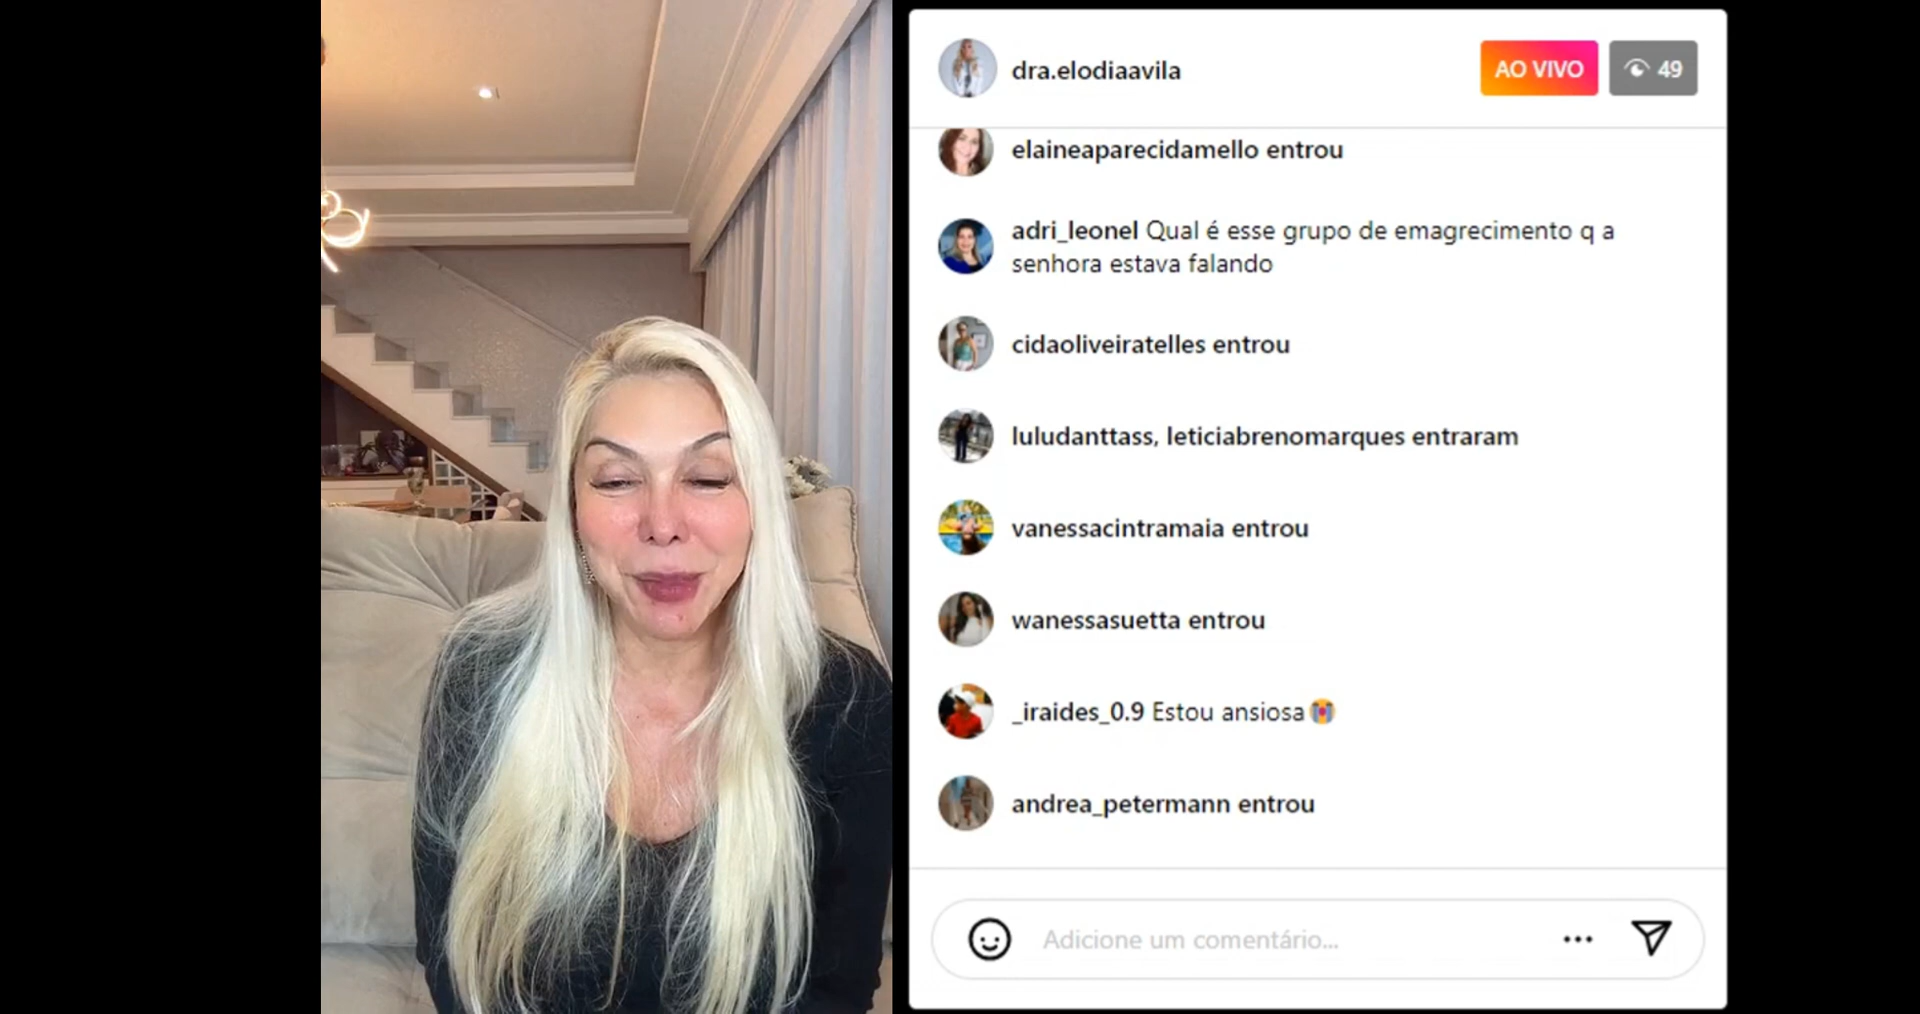 dra.elodiaavila
AO VIVO
49
elaineaparecidamello entrou
adri_leonel Qual é esse grupo de emagrecimento q a
senhora estava falando
cidaoliveiratelles entrou
luludanttass, leticiabrenomarques entraram
vanessacintramaia entrou
wanessasuetta entrou
_iraides_0.9 Estou ansiosa😭
andrea_petermann entrou
Adicione um comentário...